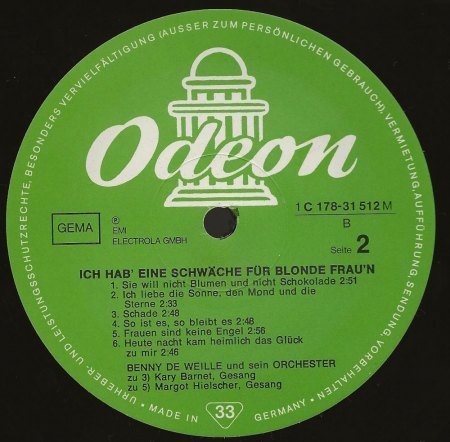 URHEBER- UND LEISTUNGSSCHUTZRECHTE, BESONDERS VERVIELFÄLTIGUNG (AUSSER ZUM PERSÖNLICHEN GEBRAUCH), VERMIETUNG, AUFFÜHRUNG, SENDUNG VORBEHALTEN
Odeon
GEMA
℗
EMI
ELECTROLA GMBH
1 C 178-31 512 M
B
Seite 2
ICH HAB' EINE SCHWÄCHE FÜR BLONDE FRAU'N
1. Sie will nicht Blumen und nicht Schokolade 2:51
2. Ich liebe die Sonne, den Mond und die
Sterne 2:33
3. Schade 2:48
4. So ist es, so bleibt es 2:48
5. Frauen sind keine Engel 2:56
6. Heute nacht kam heimlich das Glück
zu mir 2:46
BENNY DE WEILLE und sein ORCHESTER
zu 3) Kary Barnet, Gesang
zu 5) Margot Hielscher, Gesang
• MADE IN 33 GERMANY •